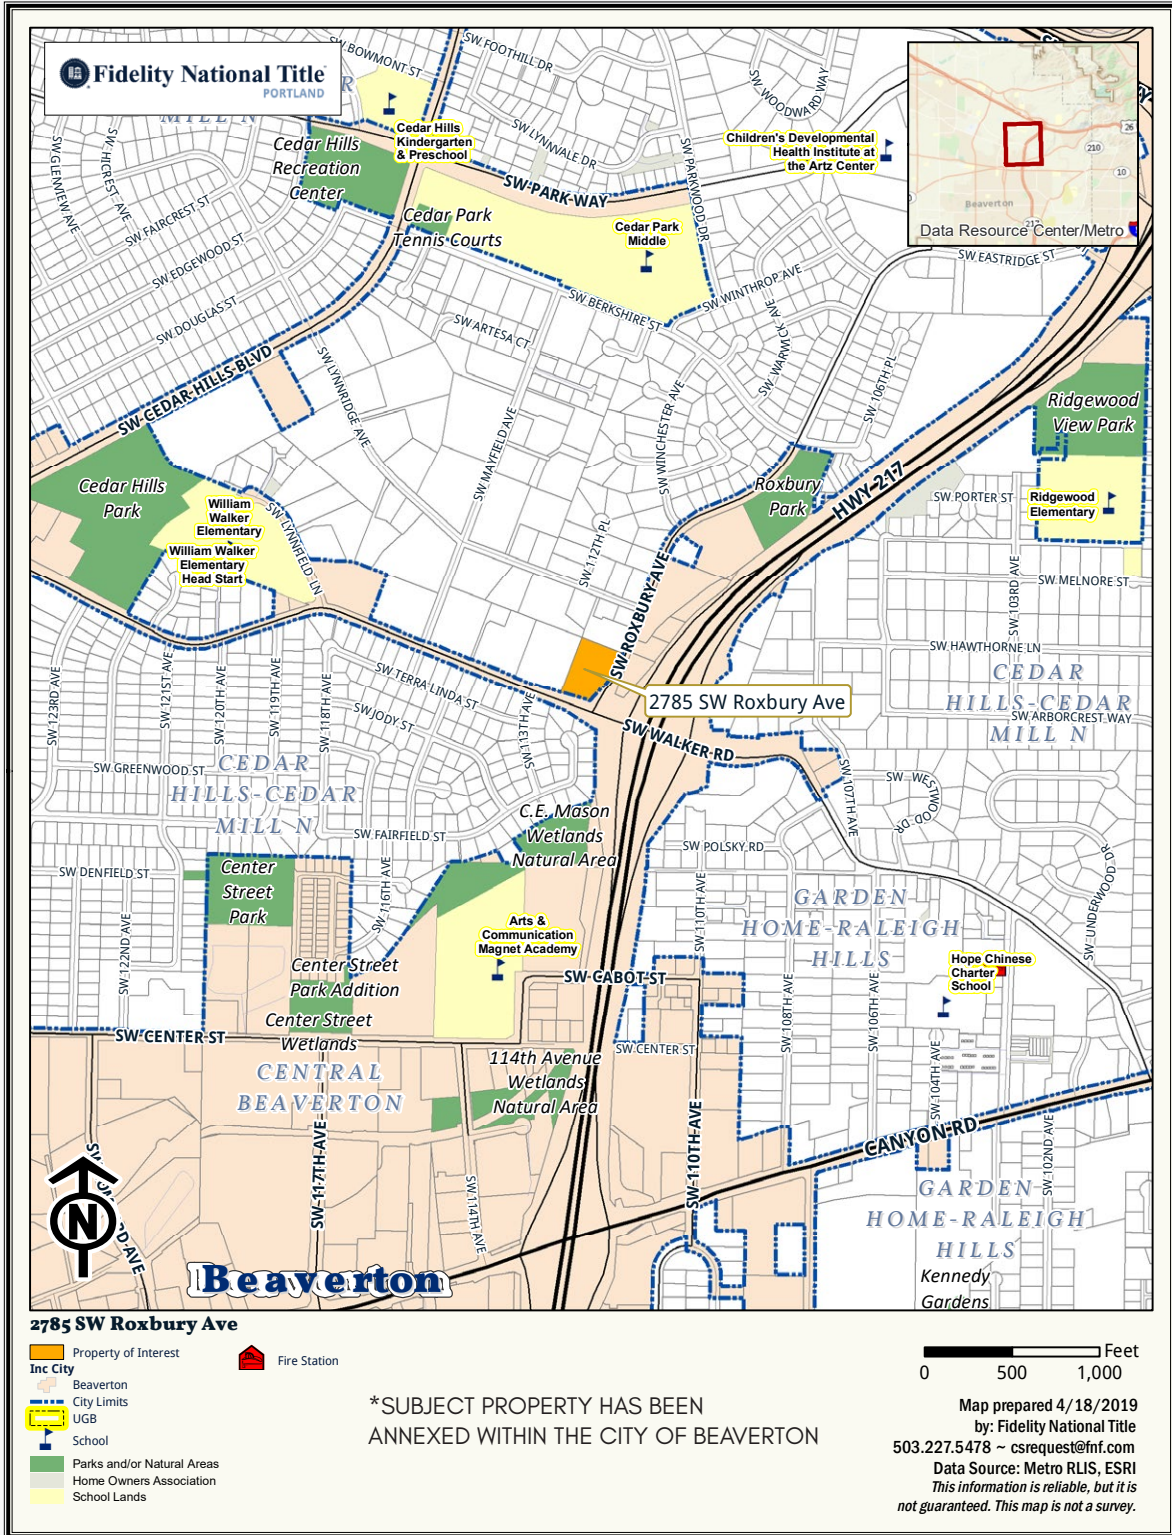 Fidelity National Title
PORTLAND
MILL N
SW BOWMONT ST
SW FOOTHILL DR
SW WOODWARD WAY
SW LYNNVALE DR
SW PARKWOOD DR
SW GLENVIEW AVE
SW HILCREST AVE
Cedar Hills
Kindergarten
& Preschool
Children's Developmental
Health Institute at
the Artz Center
26
210
10
Beaverton
217
Data Resource Center/Metro
Cedar Hills
Recreation
Center
SW PARK WAY
SW FAIRCREST ST
Cedar Park
Tennis Courts
Cedar Park
Middle
SW EDGEWOOD ST
SW EASTRIDGE ST
SW WINTHROP AVE
SW BERKSHIRE ST
SW DOUGLAS ST
SW ARTESA CT
SW WARWICK AVE
SW CEDAR HILLS BLVD
SW LYNNRIDGE AVE
SW 106TH PL
Ridgewood
View Park
SW MAYFIELD AVE
SW WINCHESTER AVE
Cedar Hills
Park
Roxbury
Park
HWY 217
SW PORTER ST
Ridgewood
Elementary
William
Walker
Elementary
William Walker
Elementary
Head Start
SW LYNNFIELD LN
SW 112TH PL
SW ROXBURY AVE
SW 103RD AVE
SW MELNORE ST
SW HAWTHORNE LN
CEDAR
HILLS-CEDAR
MILL N
SW ARBORCREST WAY
2785 SW Roxbury Ave
SW 123RD AVE
SW 121ST AVE
SW 120TH AVE
SW 119TH AVE
SW 118TH AVE
SW TERRA LINDA ST
SW JODY ST
SW 113TH AVE
SW WALKER RD
SW GREENWOOD ST
CEDAR
HILLS-CEDAR
MILL N
SW 107TH AVE
SW WESTWOOD DR
C.E. Mason
Wetlands
Natural Area
SW FAIRFIELD ST
SW POLSKY RD
SW DENFIELD ST
Center
Street
Park
SW 116TH AVE
SW 110TH AVE
SW UNDERWOOD DR
GARDEN
HOME-RALEIGH
HILLS
SW 122ND AVE
Arts &
Communication
Magnet Academy
Center Street
Park Addition
SW CABOT ST
Hope Chinese
Charter
School
SW 108TH AVE
SW 106TH AVE
Center Street
Wetlands
SW CENTER ST
SW CENTER ST
114th Avenue
Wetlands
Natural Area
CENTRAL
BEAVERTON
SW 104TH AVE
SW 117TH AVE
SW 110TH AVE
CANYON RD
SW 102ND AVE
SW 114TH AVE
GARDEN
HOME-RALEIGH
HILLS
Kennedy
Gardens
N
Beaverton
2785 SW Roxbury Ave
Property of Interest
Inc City
Beaverton
City Limits
UGB
School
Parks and/or Natural Areas
Home Owners Association
School Lands
Fire Station
*SUBJECT PROPERTY HAS BEEN
ANNEXED WITHIN THE CITY OF BEAVERTON
Feet
0 500 1,000
Map prepared 4/18/2019
by: Fidelity National Title
503.227.5478 ~ csrequest@fnf.com
Data Source: Metro RLIS, ESRI
This information is reliable, but it is
not guaranteed. This map is not a survey.